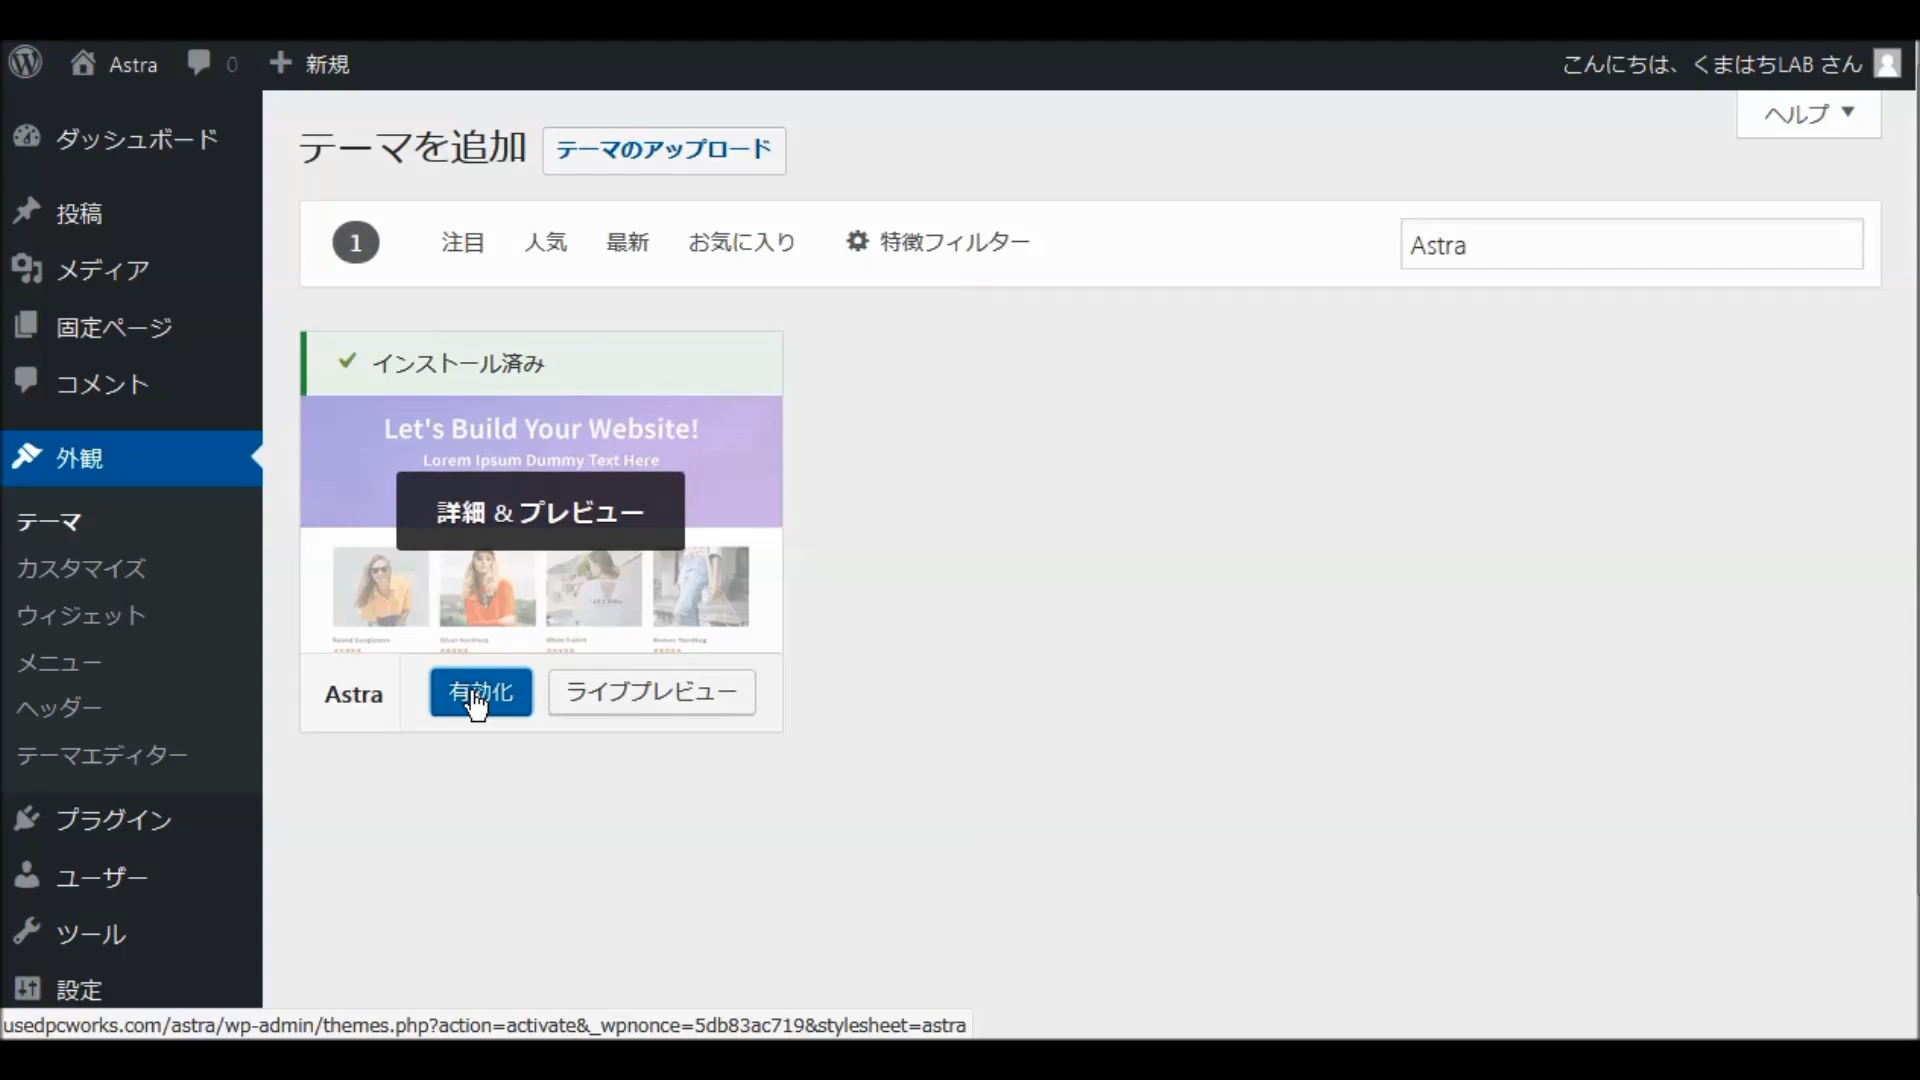 Astra
0
新規
こんにちは、くまはちLAB さん
ダッシュボード
投稿
メディア
固定ページ
コメント
外観
テーマ
カスタマイズ
ウィジェット
メニュー
ヘッダー
テーマエディター
プラグイン
ユーザー
ツール
設定
ヘルプ
テーマを追加
テーマのアップロード
1
注目
人気
最新
お気に入り
特徴フィルター
Astra
インストール済み
Let's Build Your Website!
Lorem Ipsum Dummy Text Here
詳細 & プレビュー
Astra
有効化
ライブプレビュー
usedpcworks.com/astra/wp-admin/themes.php?action=activate&_wpnonce=5db83ac719&stylesheet=astra